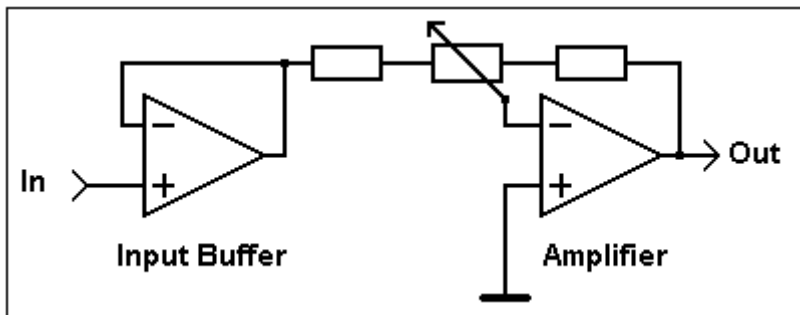 In
Out
Input Buffer
Amplifier
−
+
−
+